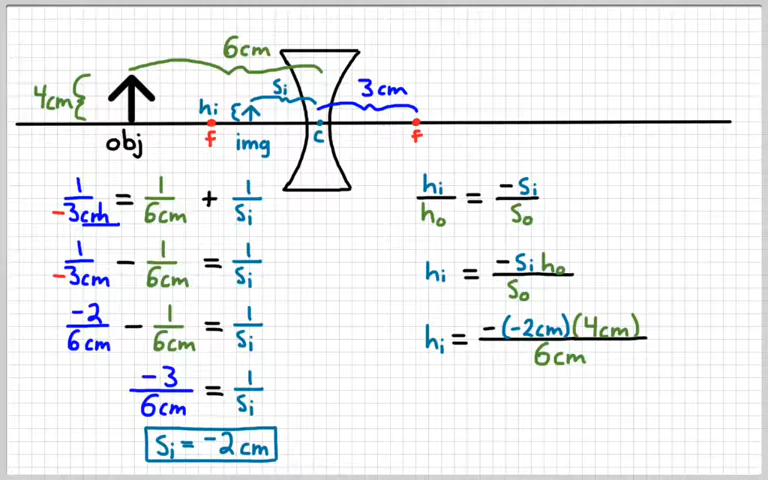 6cm
4cm
Si
3cm
hi
f
img
c
f
obj
1/-3cm = 1/6cm + 1/Si
1/-3cm - 1/6cm = 1/Si
-2/6cm - 1/6cm = 1/Si
-3/6cm = 1/Si
Si = -2cm
hi/ho = -Si/So
hi = -Si ho/So
hi = -(-2cm)(4cm)/6cm